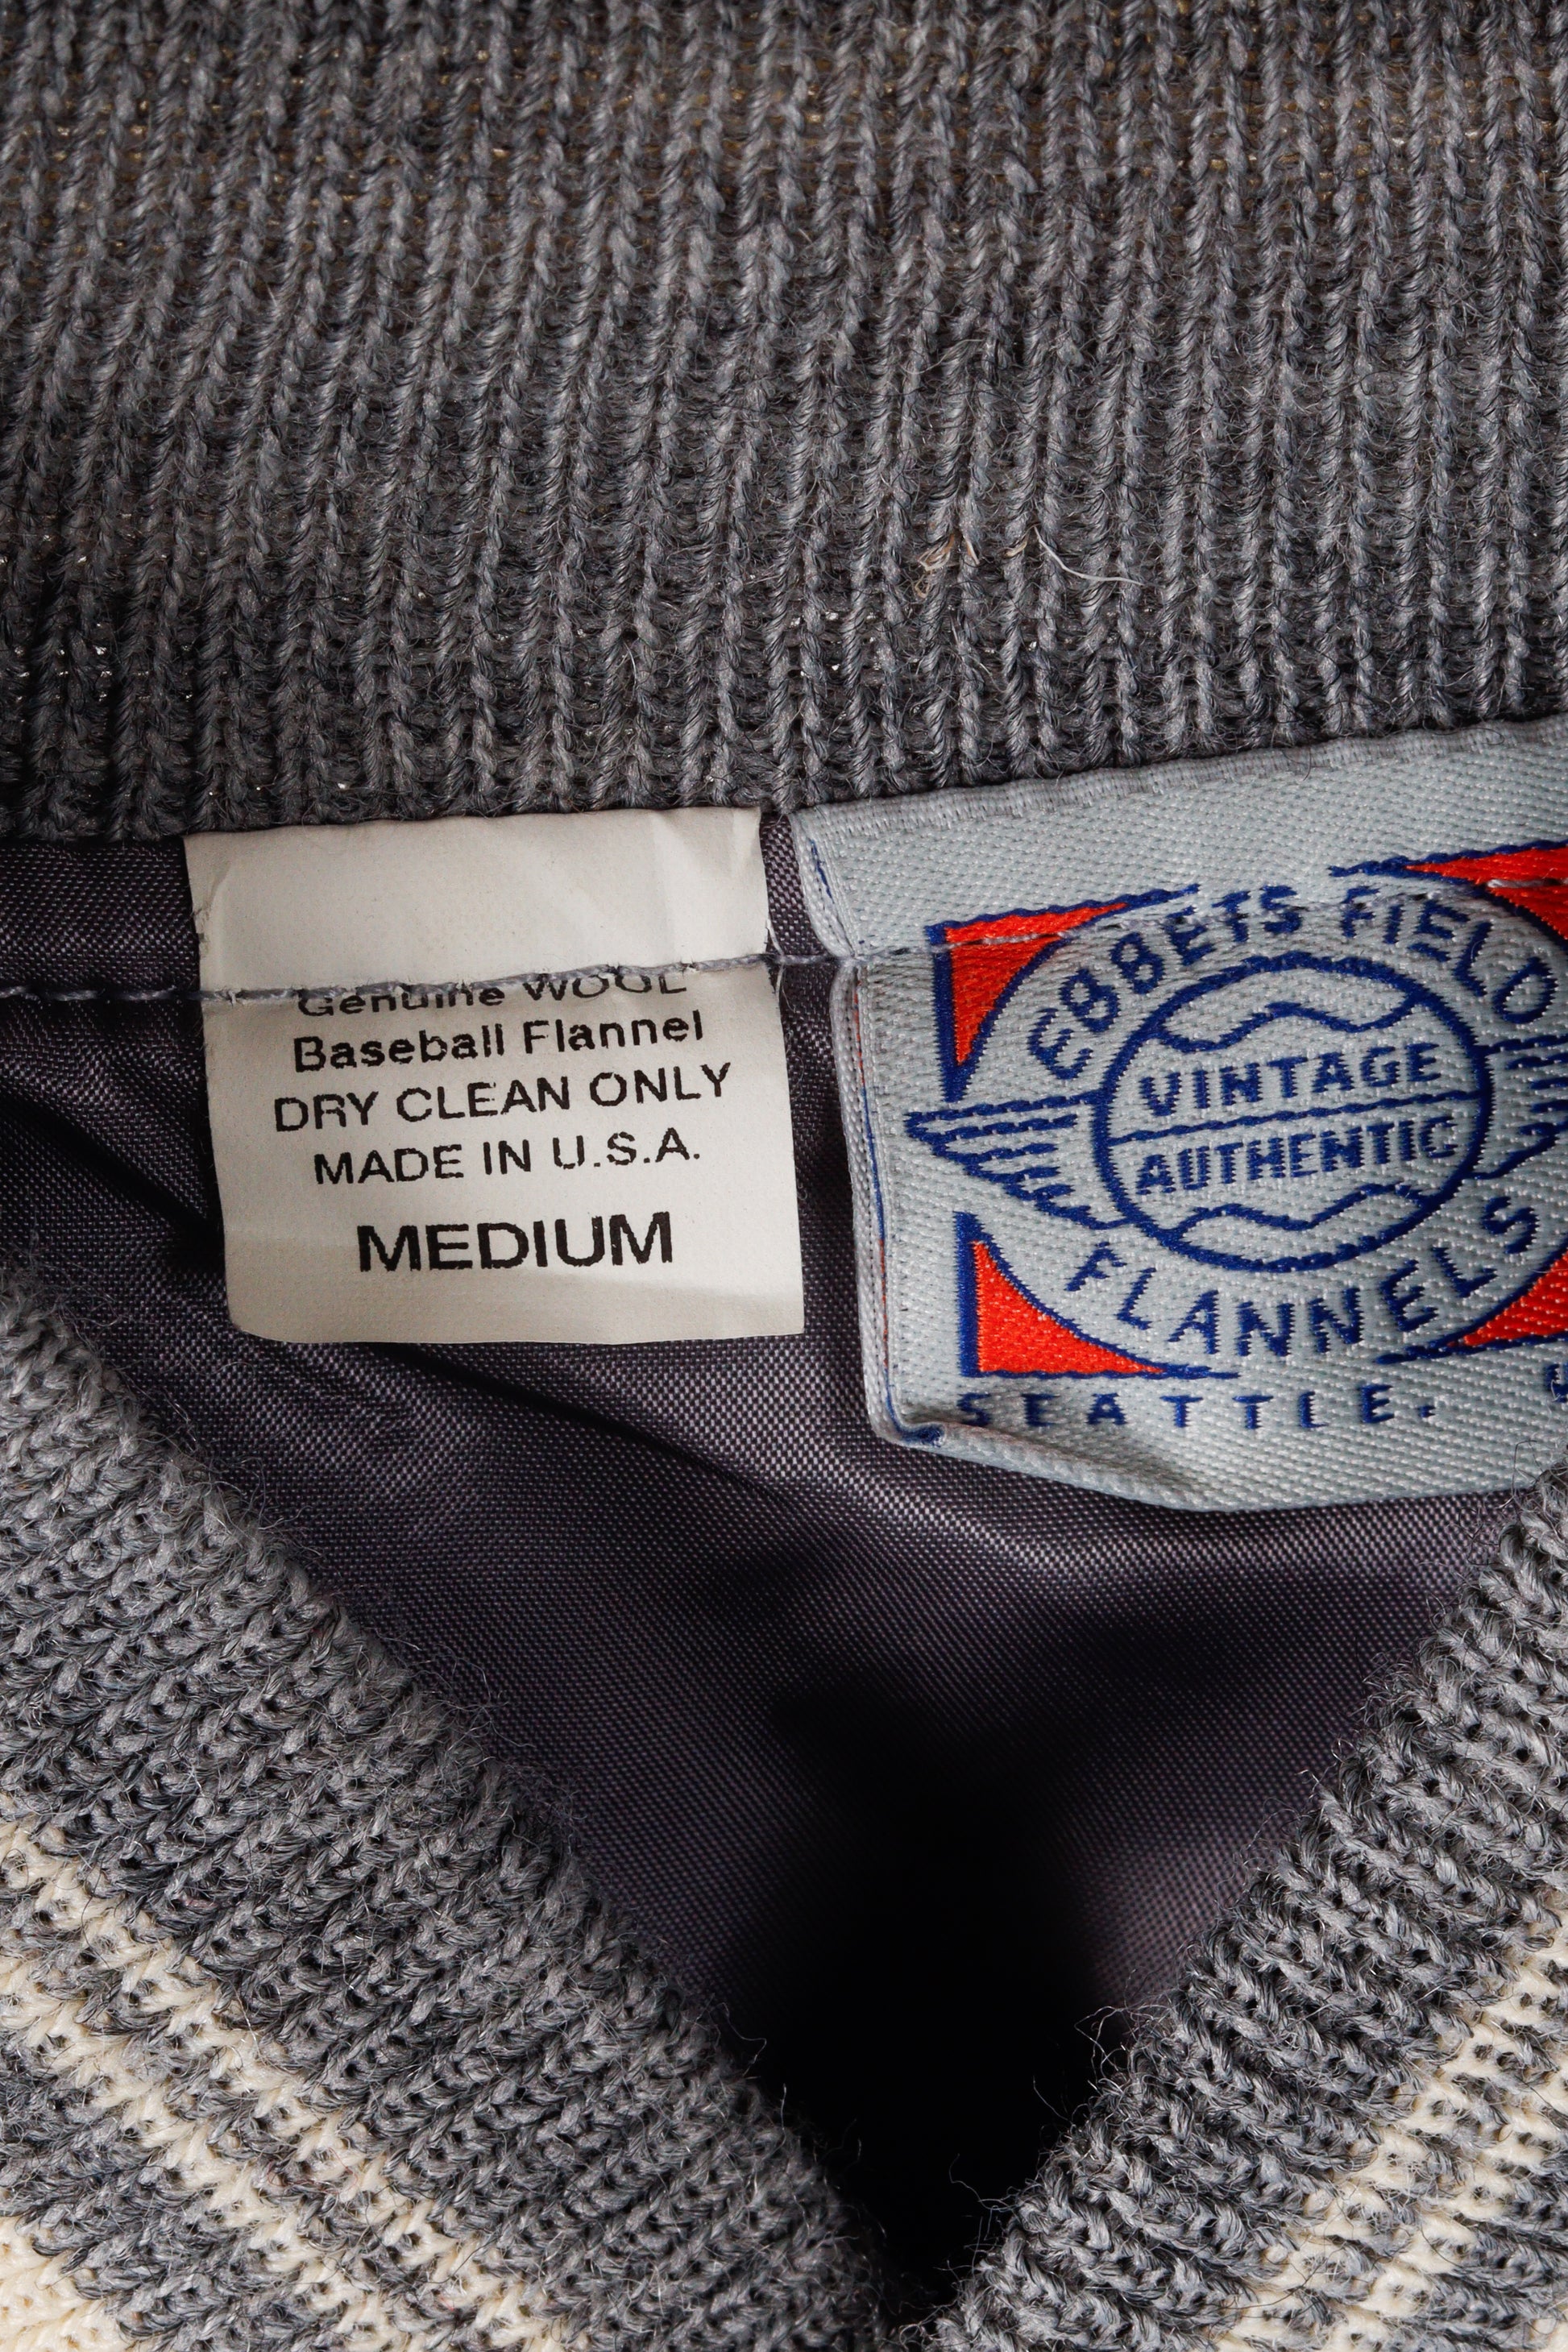 Genuine WOOL
Baseball Flannel
DRY CLEAN ONLY
MADE IN U.S.A.
MEDIUM
EBBETS FIELD
VINTAGE
AUTHENTIC
FLANNELS
SEATTLE.